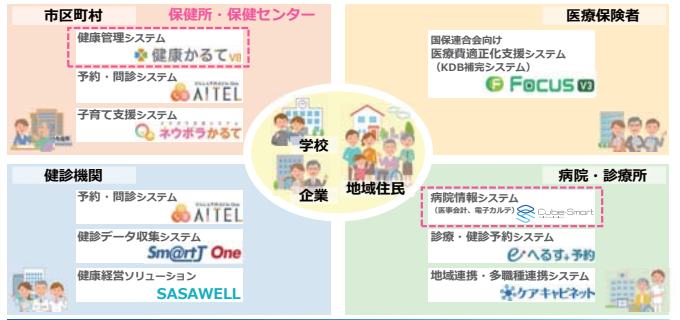 市区町村
保健所・保健センター
健康管理システム
健康かるてV8
予約・問診システム
AITEL
子育て支援システム
ネウボラかるて
医療保険者
国保連合会向け
医療費適正化支援システム
（KDB補完システム）
FOCUS V3
学校
企業
地域住民
健診機関
予約・問診システム
AITEL
健診データ収集システム
Sm@rtT One
健康経営ソリューション
SASAWELL
病院・診療所
病院情報システム
（医事会計、電子カルテ）
Cube-Smart
診療・健診予約システム
e-へるす+予約
地域連携・多職種連携システム
ケアキャビネット